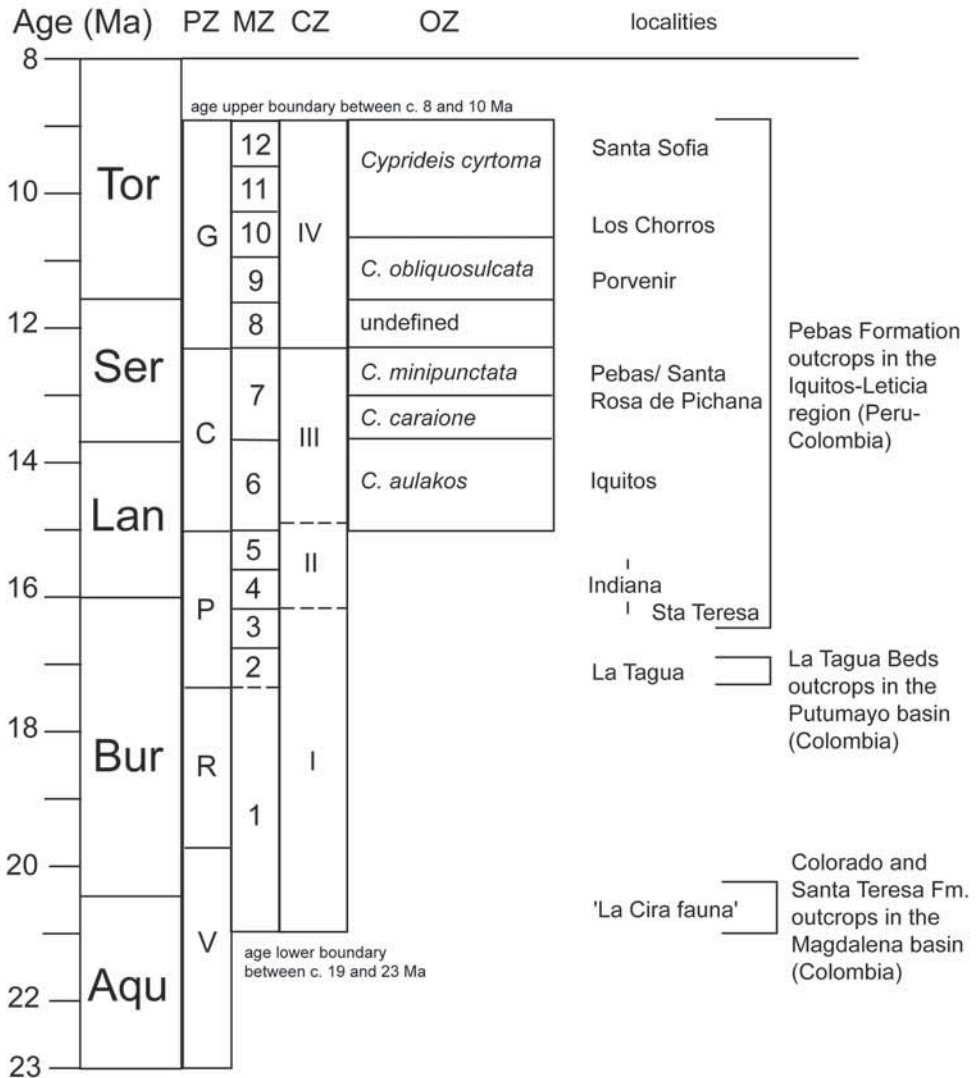 Age (Ma) PZ MZ CZ OZ localities
8
age upper boundary between c. 8 and 10 Ma
10
12
14
16
18
20
22
23
Tor
Ser
Lan
Bur
Aqu
G
C
P
R
V
12
11
10
9
8
7
6
5
4
3
2
1
IV
III
II
I
Cyprideis cyrtoma
C. obliquosulcata
undefined
C. minipunctata
C. caraione
C. aulakos
age lower boundary
between c. 19 and 23 Ma
Santa Sofia
Los Chorros
Porvenir
Pebas/ Santa
Rosa de Pichana
Iquitos
Indiana
Sta Teresa
La Tagua
'La Cira fauna'
Pebas Formation
outcrops in the
Iquitos-Leticia
region (Peru-
Colombia)
La Tagua Beds
outcrops in the
Putumayo basin
(Colombia)
Colorado and
Santa Teresa Fm.
outcrops in the
Magdalena basin
(Colombia)